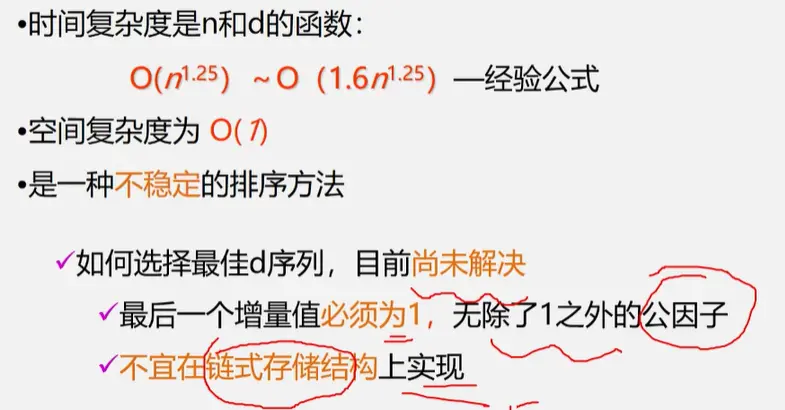 •时间复杂度是n和d的函数：
O(n^1.25) ~ O（1.6n^1.25）—经验公式
•空间复杂度为 O(1)
•是一种不稳定的排序方法
✓如何选择最佳d序列，目前尚未解决
✓最后一个增量值必须为1，无除了1之外的公因子
✓不宜在链式存储结构上实现